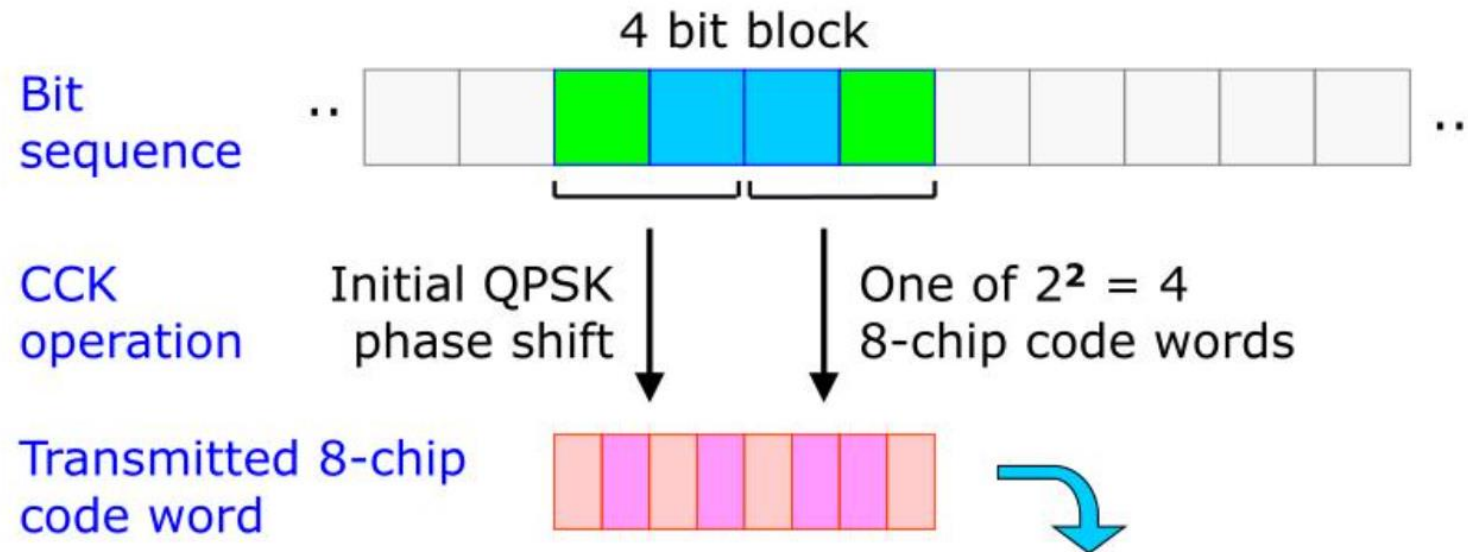 4 bit block
Bit
sequence
..
..
CCK
operation
Initial QPSK
phase shift
One of 2² = 4
8-chip code words
Transmitted 8-chip
code word